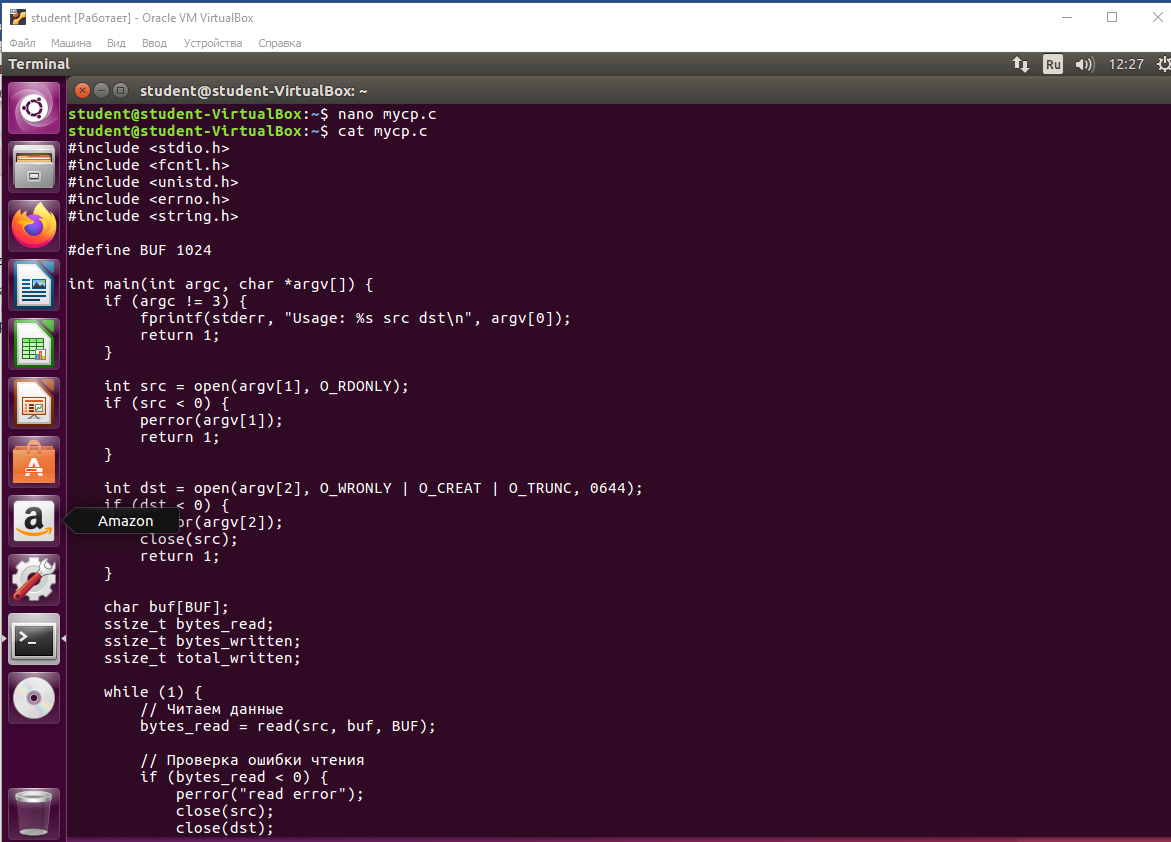 student [Работает] - Oracle VM VirtualBox
Файл Машина Вид Ввод Устройства Справка
Terminal Ru 12:27
student@student-VirtualBox: ~
student@student-VirtualBox:~$ nano mycp.c
student@student-VirtualBox:~$ cat mycp.c
#include <stdio.h>
#include <fcntl.h>
#include <unistd.h>
#include <errno.h>
#include <string.h>
#define BUF 1024
int main(int argc, char *argv[]) {
    if (argc != 3) {
        fprintf(stderr, "Usage: %s src dst\n", argv[0]);
        return 1;
    }
    int src = open(argv[1], O_RDONLY);
    if (src < 0) {
        perror(argv[1]);
        return 1;
    }
    int dst = open(argv[2], O_WRONLY | O_CREAT | O_TRUNC, 0644);
    if (dst < 0) {
Amazon or(argv[2]);
        close(src);
        return 1;
    }
    char buf[BUF];
    ssize_t bytes_read;
    ssize_t bytes_written;
    ssize_t total_written;
    while (1) {
        // Читаем данные
        bytes_read = read(src, buf, BUF);
        // Проверка ошибки чтения
        if (bytes_read < 0) {
            perror("read error");
            close(src);
            close(dst);